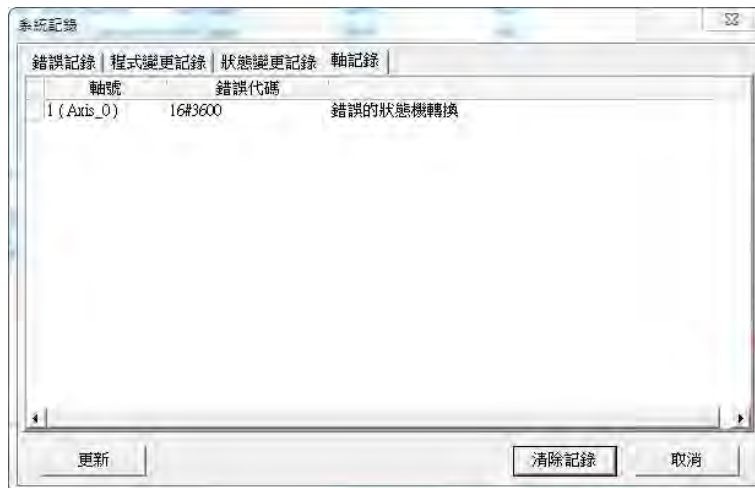 系統記錄
錯誤記錄 程式變更記錄 狀態變更記錄 軸記錄
軸號 錯誤代碼
1 ( Axis_0 ) 16#3600 錯誤的狀態機轉換
更新 清除記錄 取消